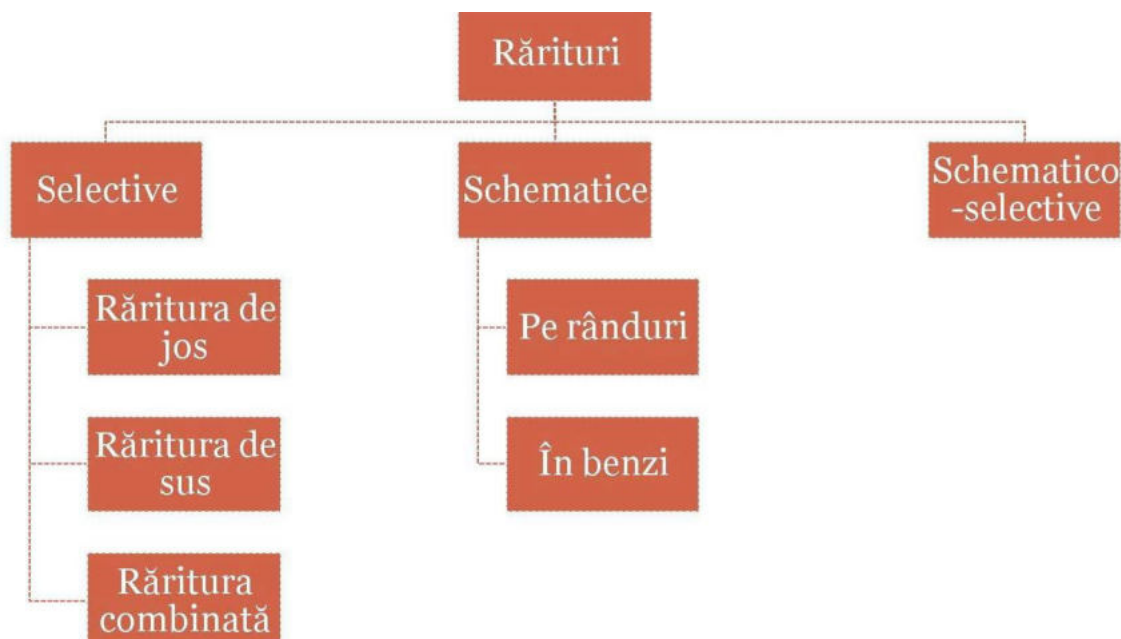 Rărituri
Selective
Schematice
Schematico
-selective
Răritura de
jos
Răritura de
sus
Răritura
combinată
Pe rânduri
În benzi